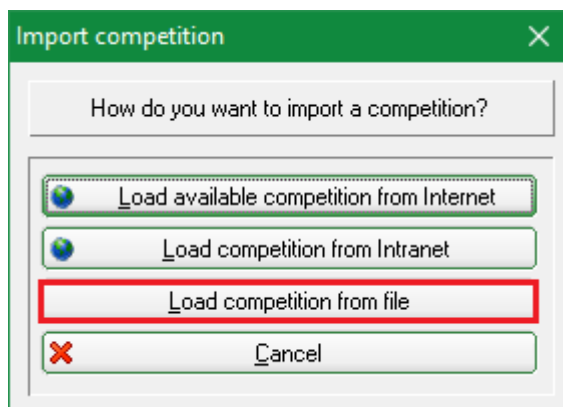 Import competition
How do you want to import a competition?
Load available competition from Internet
Load competition from Intranet
Load competition from file
Cancel